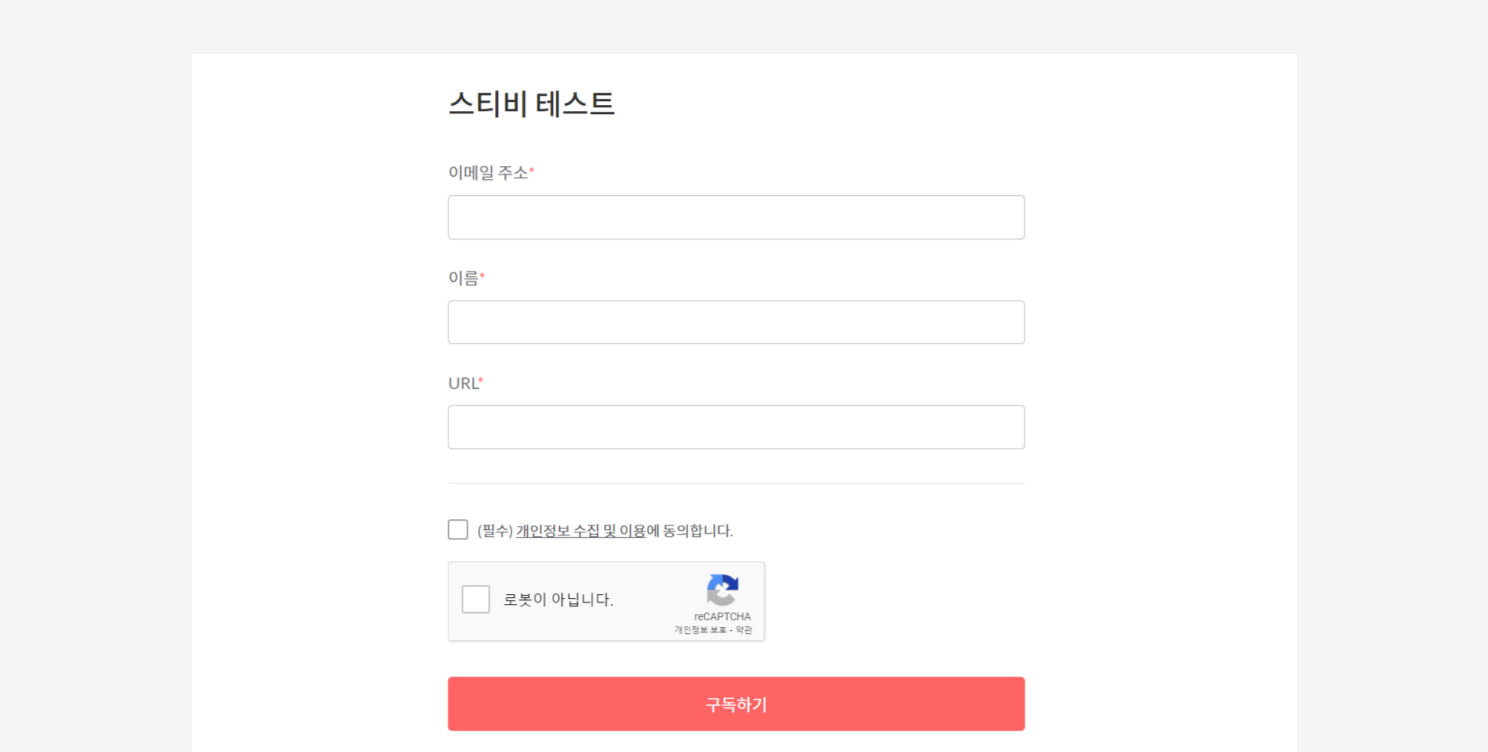 스티비 테스트
이메일 주소*
이름*
URL*
(필수) 개인정보 수집 및 이용에 동의합니다.
로봇이 아닙니다.
reCAPTCHA
개인정보 보호 - 약관
구독하기